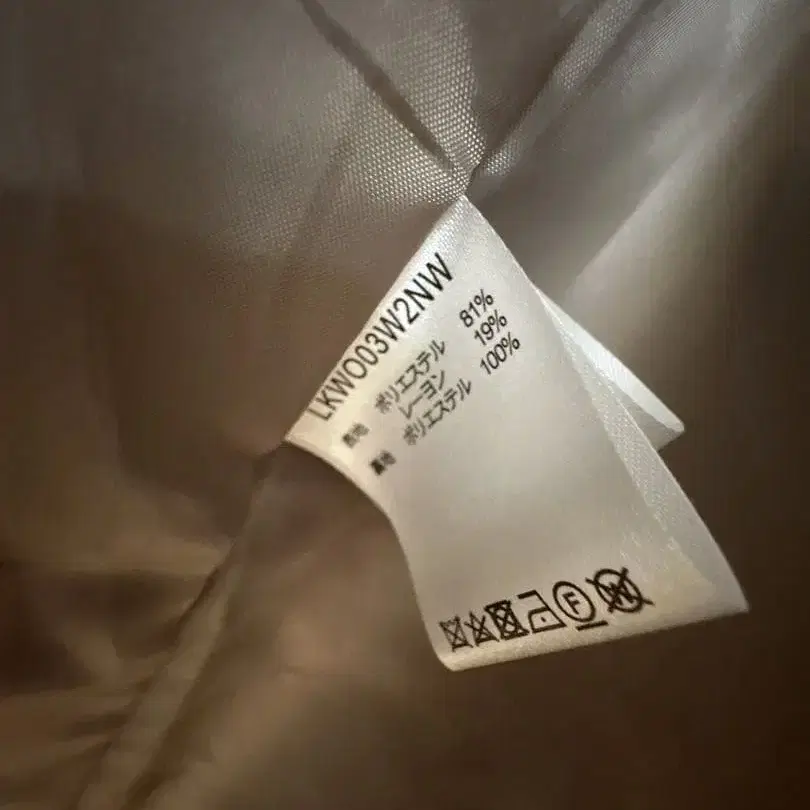 LKWO03W2NW
表地 ポリエステル 81%
レーヨン 19%
裏地 ポリエステル 100%
F
W